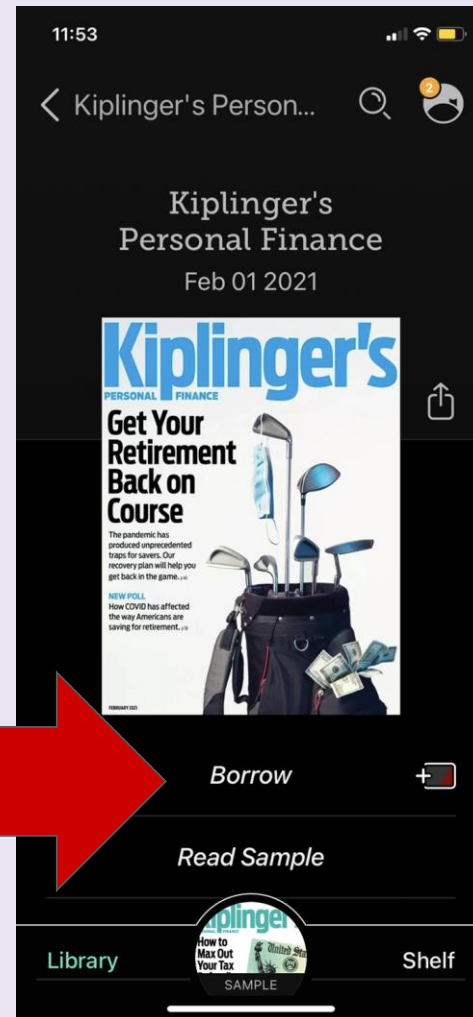 11:53
Kiplinger's Person...
2
Kiplinger's
Personal Finance
Feb 01 2021
Kiplinger's
PERSONAL FINANCE
Get Your
Retirement
Back on
Course
The pandemic has
produced unprecedented
traps for savers. Our
recovery plan will help you
get back in the game.
NEW POLL
How COVID has affected
the way Americans are
saving for retirement.
FEBRUARY 2021
Borrow
+
Read Sample
Library
How to
Max Out
Your Tax
United
SAMPLE
Shelf